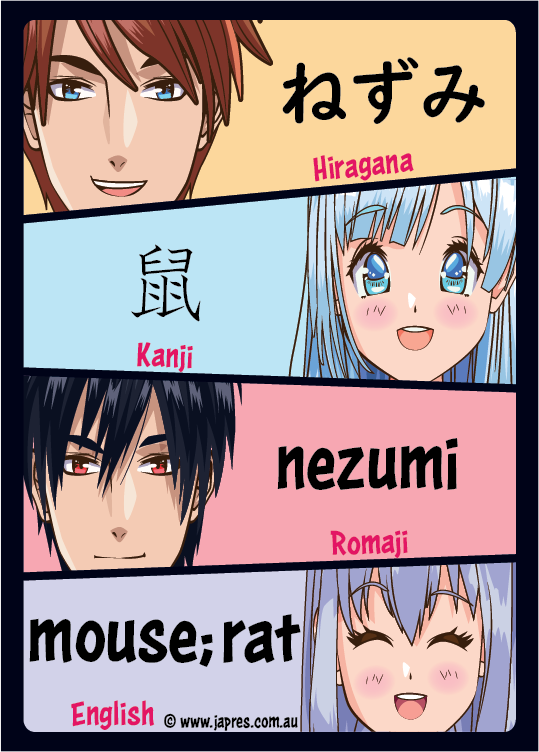 ねずみ
Hiragana
鼠
Kanji
nezumi
Romaji
mouse;rat
English
© www.japres.com.au